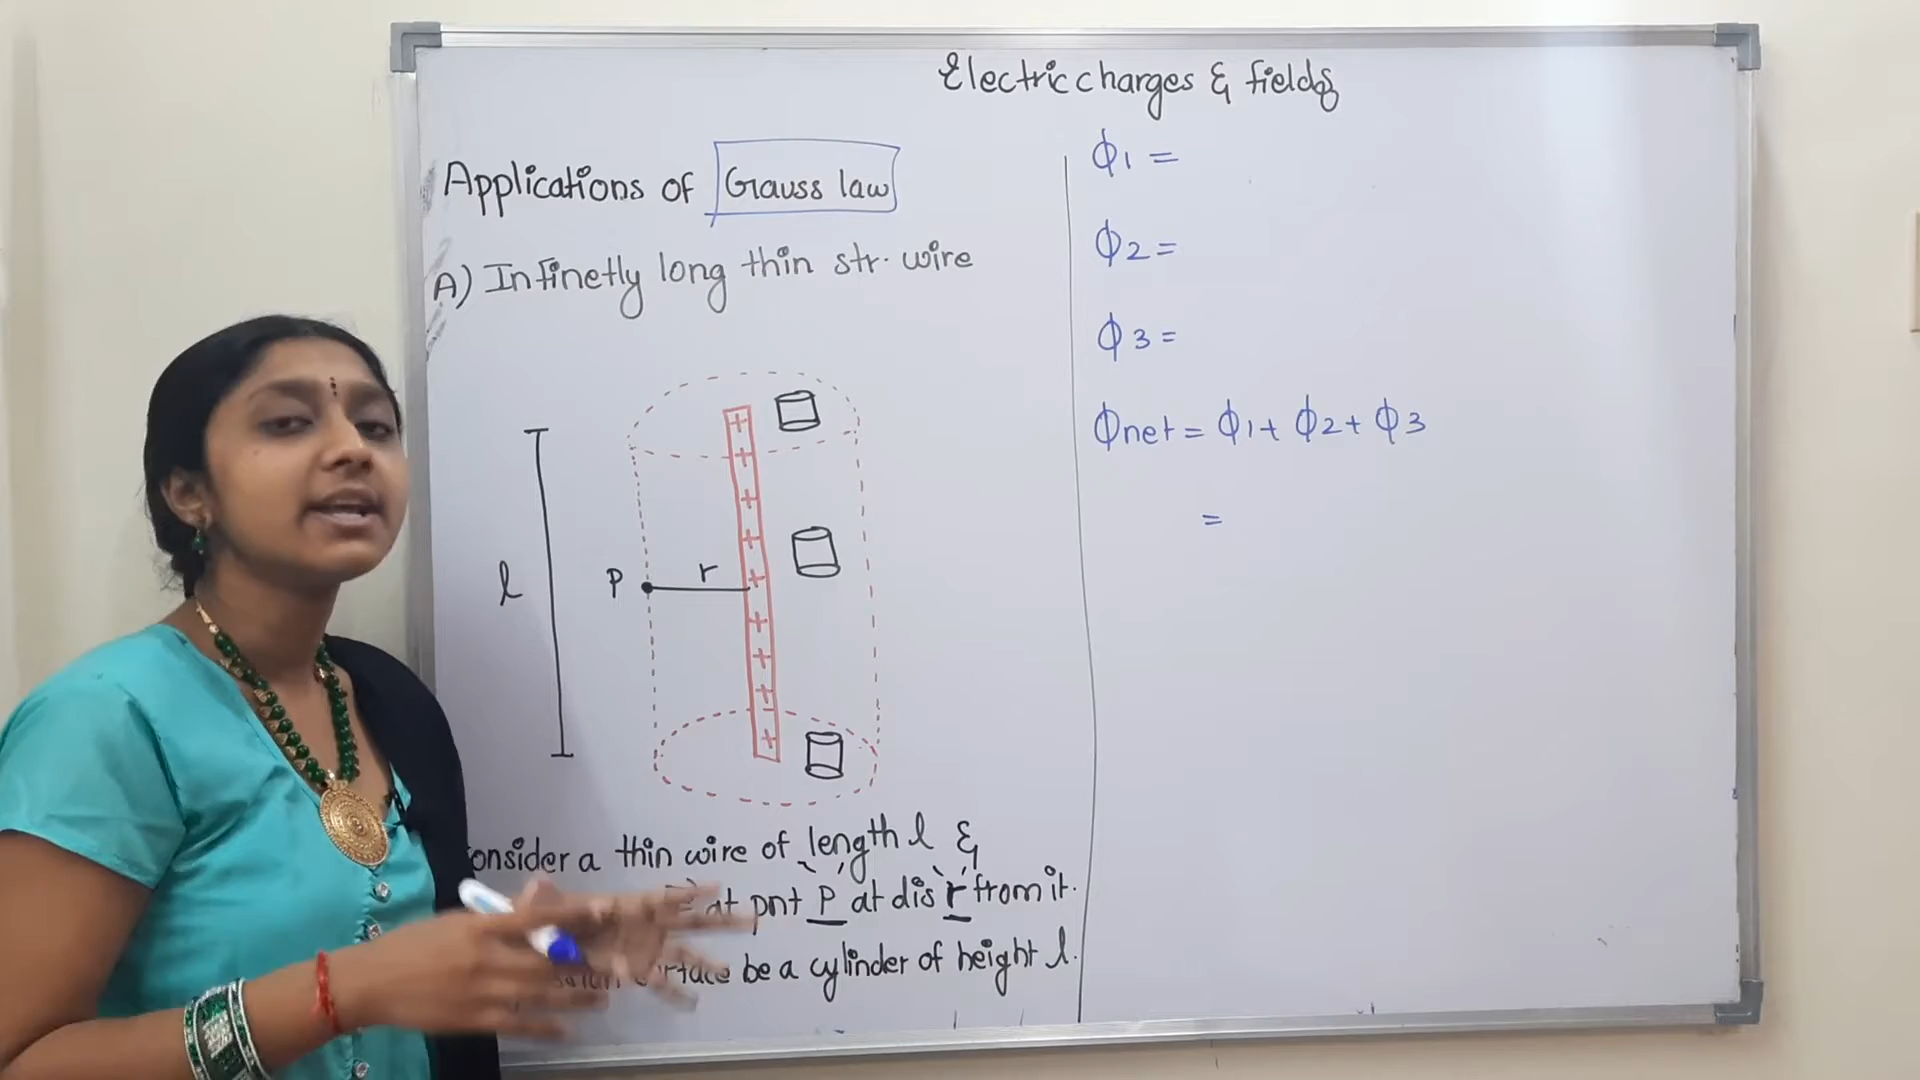 Electric charges & fields
Applications of Gauss law
A) Infinetly long thin str. wire
l
P
r
+
+
+
+
+
+
+
+
+
onsider a thin wire of length l &
at pnt P at dis r from it.
be a cylinder of height l.
Φ1 =
Φ2 =
Φ3 =
Φnet = Φ1 + Φ2 + Φ3
=